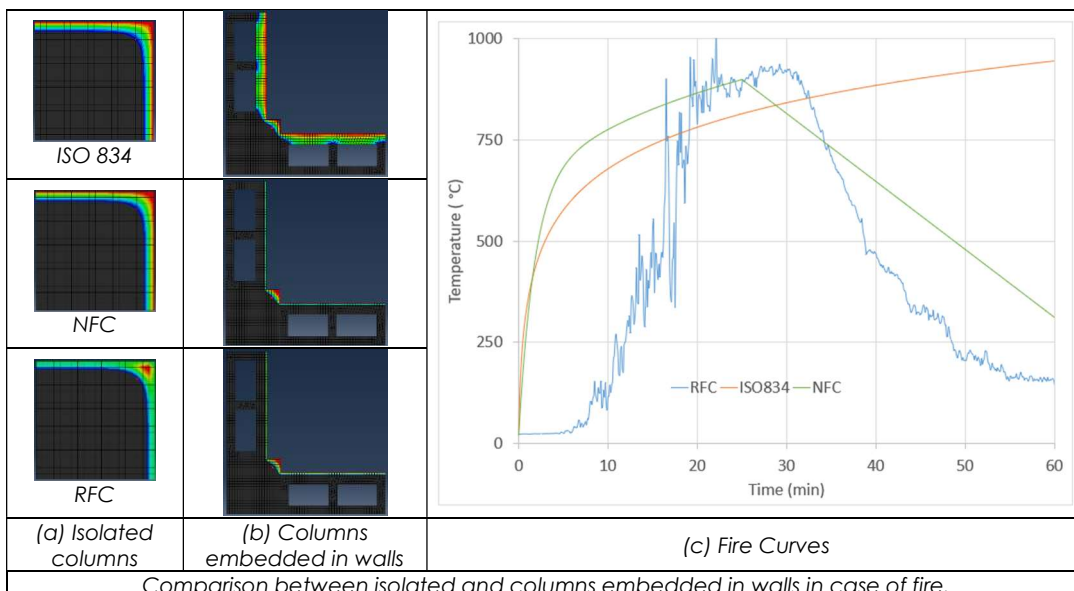 ISO 834
NFC
RFC
1000
750
500
250
0
Temperature ( °C)
RFC ISO834 NFC
0 10 20 30 40 50 60
Time (min)
(a) Isolated
columns
(b) Columns
embedded in walls
(c) Fire Curves
Comparison between isolated and columns embedded in walls in case of fire.